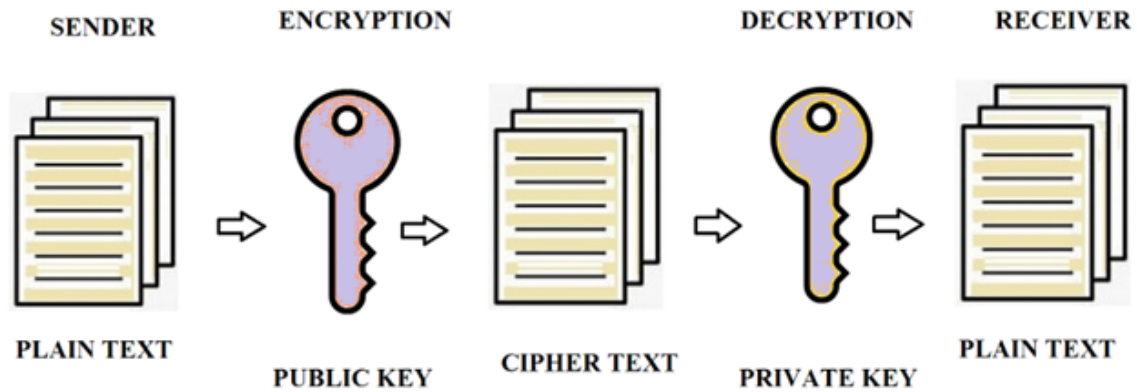 SENDER
ENCRYPTION
DECRYPTION
RECEIVER
PLAIN TEXT
PUBLIC KEY
CIPHER TEXT
PRIVATE KEY
PLAIN TEXT